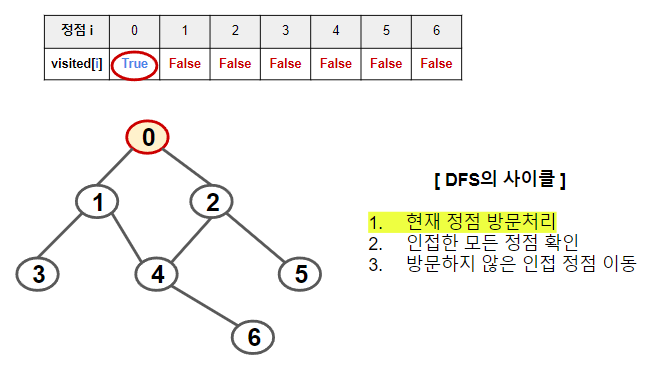 정점 i 0 1 2 3 4 5 6
visited[i] True False False False False False False
0
1 2
3 4 5
6
[ DFS의 사이클 ]
1. 현재 정점 방문처리
2. 인접한 모든 정점 확인
3. 방문하지 않은 인접 정점 이동